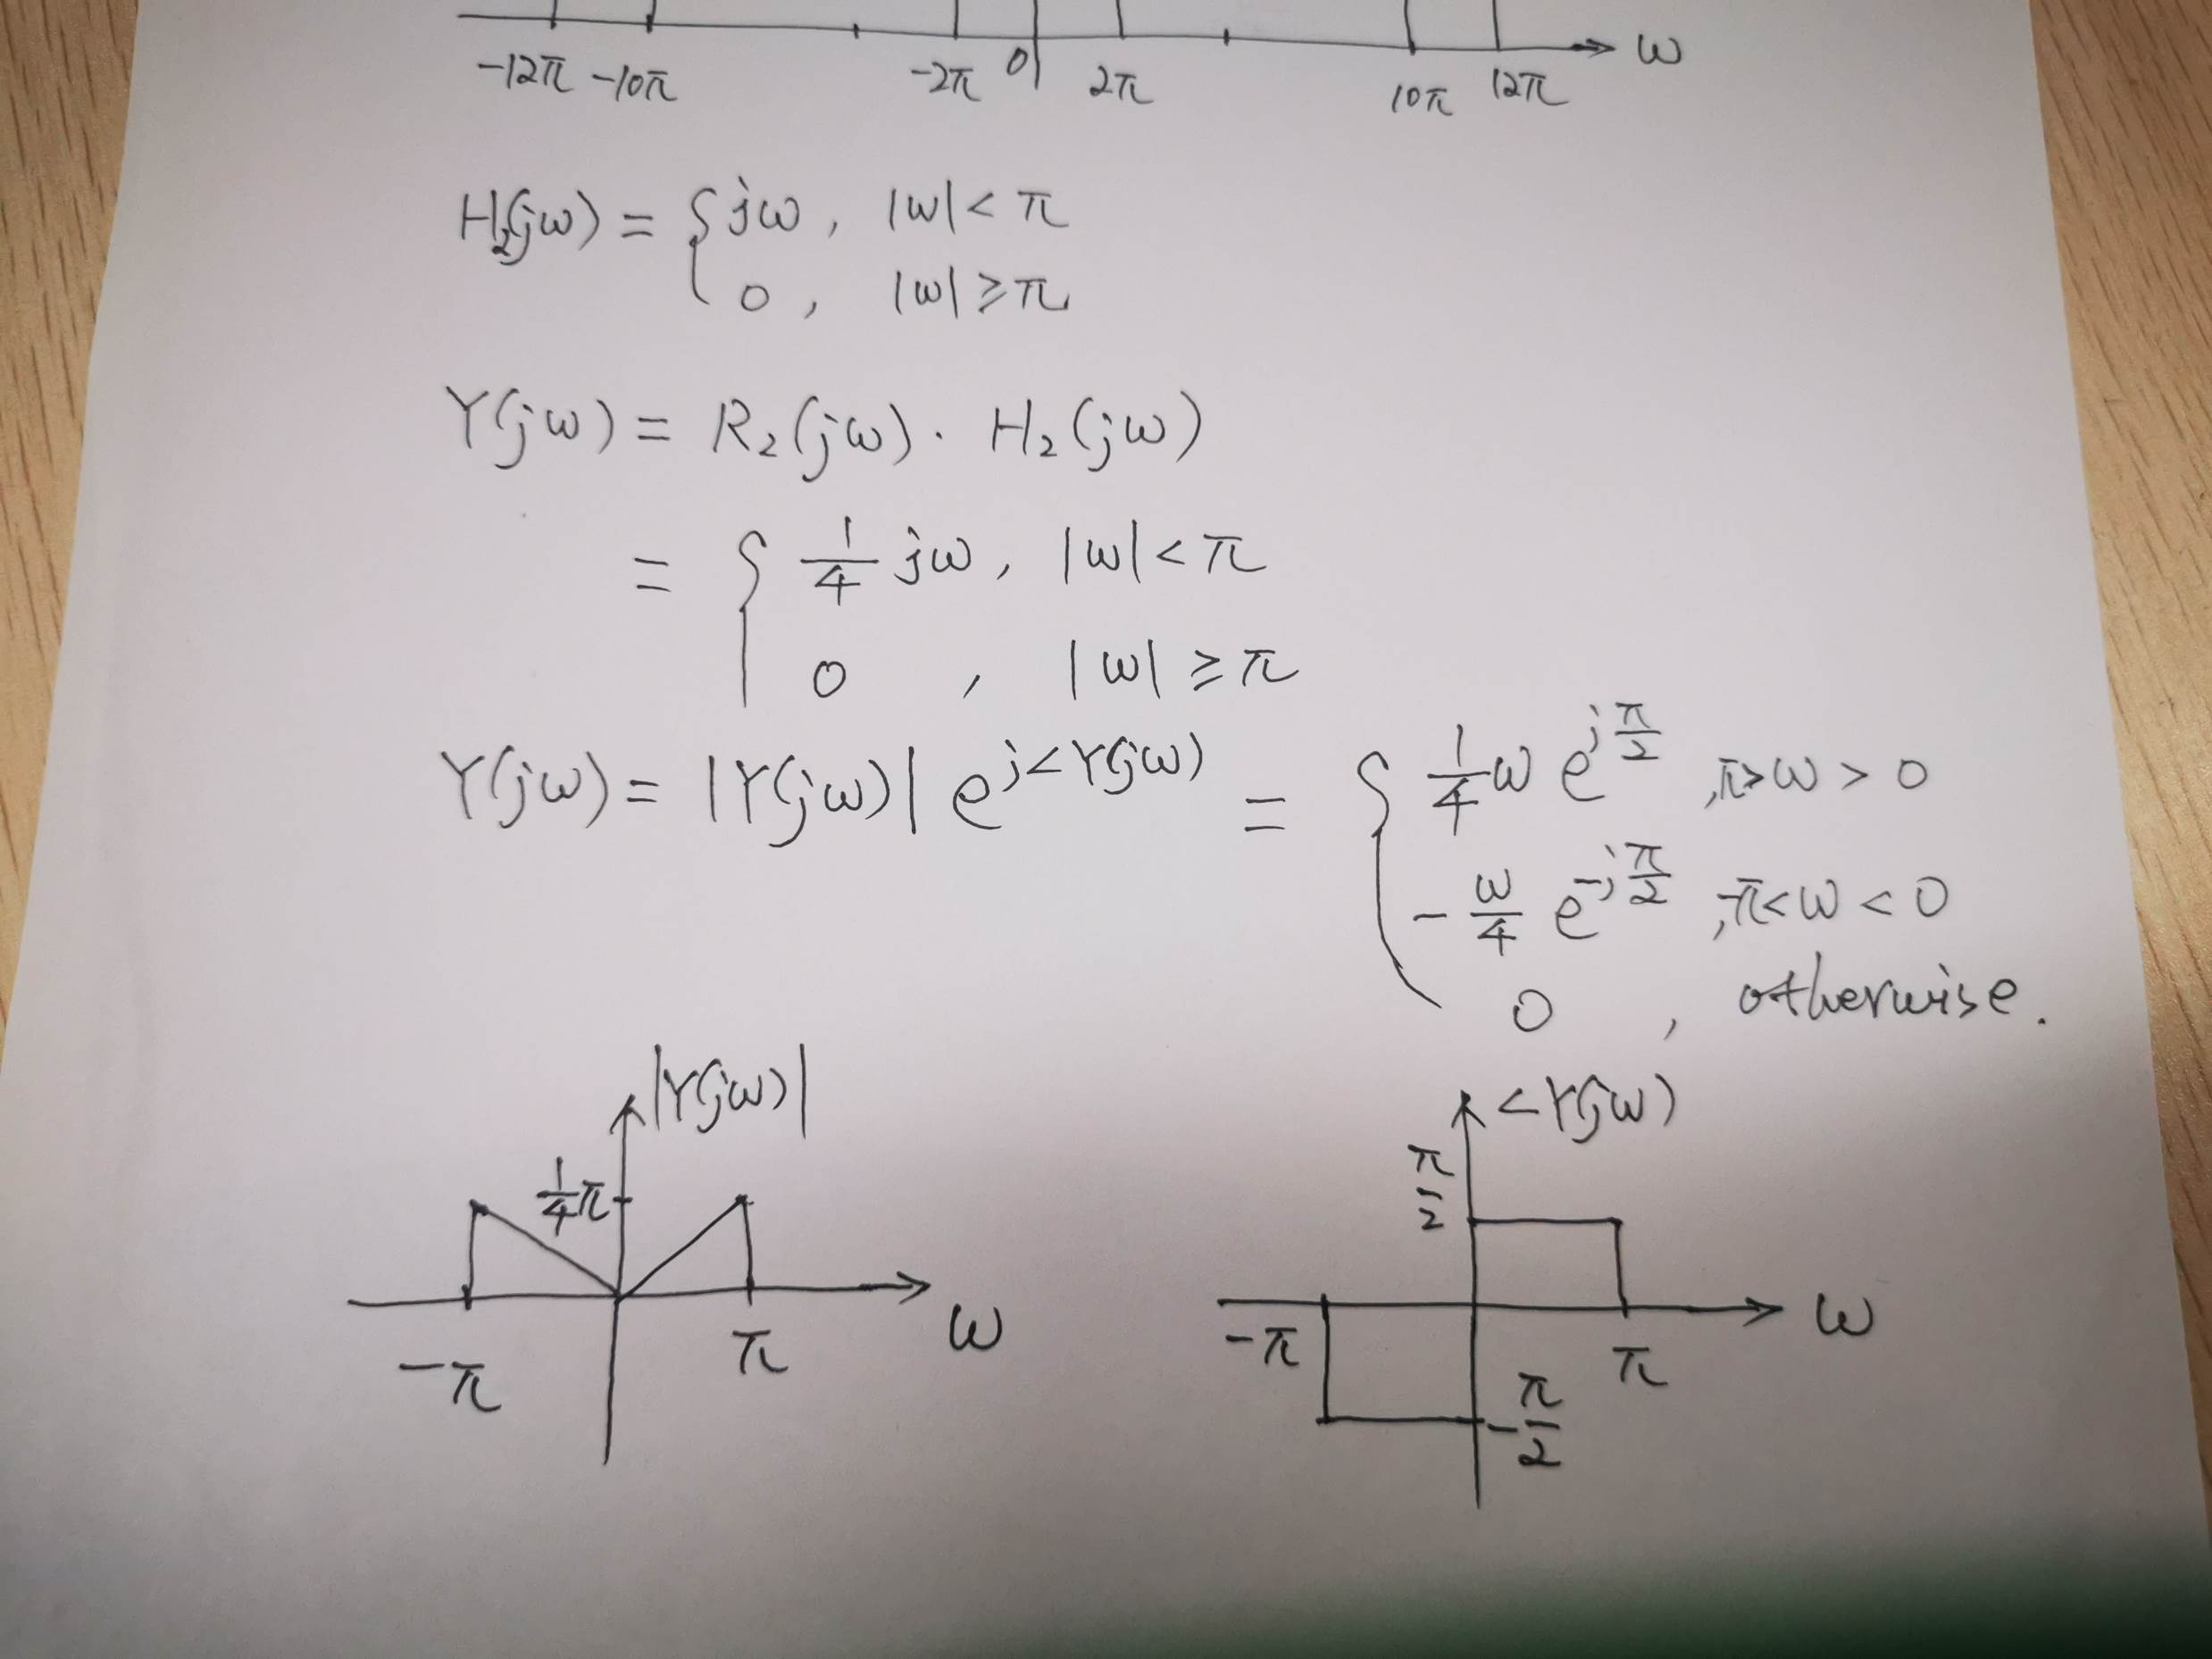 -12π -10π -2π 0 2π 10π 12π ω
H₂(jω) = { jω , |ω| < π
0 , |ω| ≥ π
Y(jω) = R₂(jω) · H₂(jω)
= { 1/4 jω , |ω| < π
0 , |ω| ≥ π
Y(jω) = |Y(jω)| e^{j<Y(jω)} = { 1/4 ω e^{jπ/2} , π > ω > 0
- ω/4 e^{-jπ/2} , -π < ω < 0
0 , otherwise.
|Y(jω)| <Y(jω)
1/4 π π/2
-π π ω -π π ω
-π/2